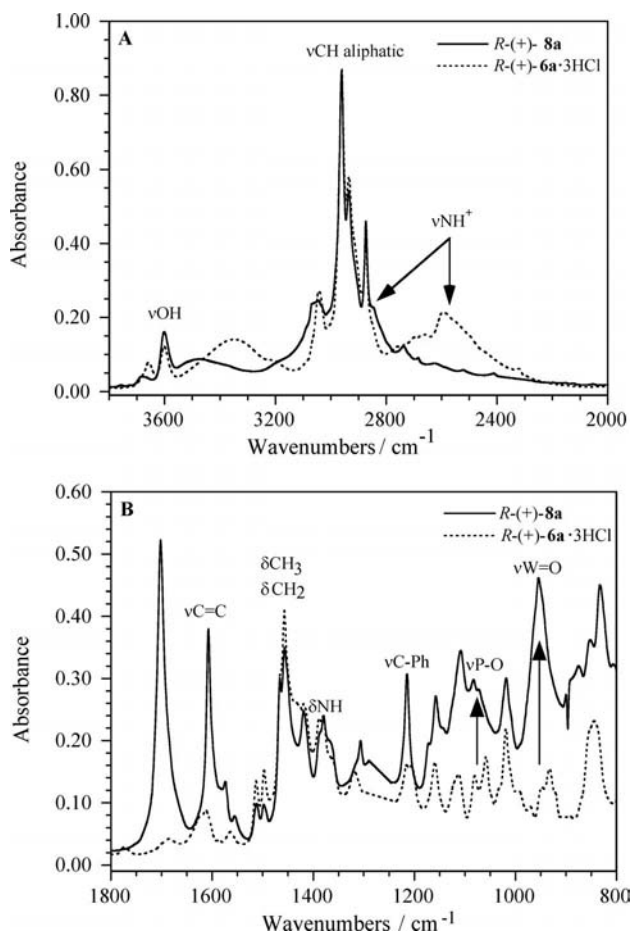 A
νCH aliphatic
R-(+)- 8a
R-(+)- 6a·3HCl
1.00
0.80
0.60
0.40
0.20
0.00
Absorbance
νNH+
νOH
3600 3200 2800 2400 2000
Wavenumbers / cm-1
B
R-(+)-8a
R-(+)-6a·3HCl
0.60
0.50
0.40
0.30
0.20
0.10
0.00
Absorbance
δCH3
δCH2
νC=C
νW=O
νC-Ph
νP-O
δNH
1800 1600 1400 1200 1000 800
Wavenumbers / cm-1